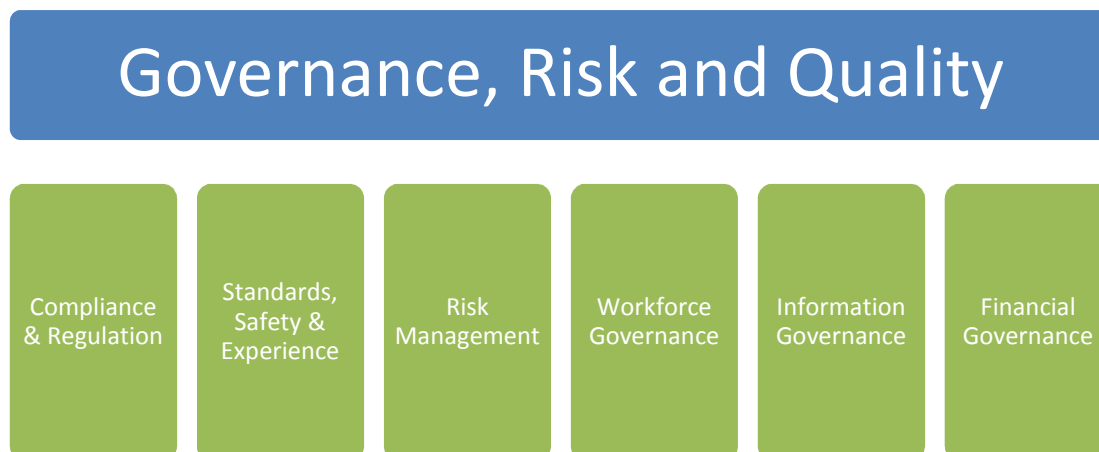 Governance, Risk and Quality
Compliance
& Regulation
Standards,
Safety &
Experience
Risk
Management
Workforce
Governance
Information
Governance
Financial
Governance